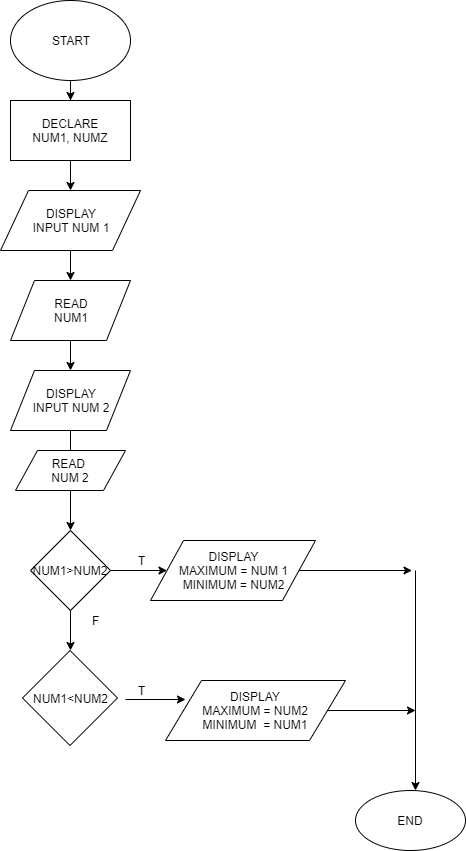 START
DECLARE
NUM1, NUMZ
DISPLAY
INPUT NUM 1
READ
NUM1
DISPLAY
INPUT NUM 2
READ
NUM 2
NUM1>NUM2
T
DISPLAY
MAXIMUM = NUM 1
MINIMUM = NUM2
F
NUM1<NUM2
T
DISPLAY
MAXIMUM = NUM2
MINIMUM = NUM1
END